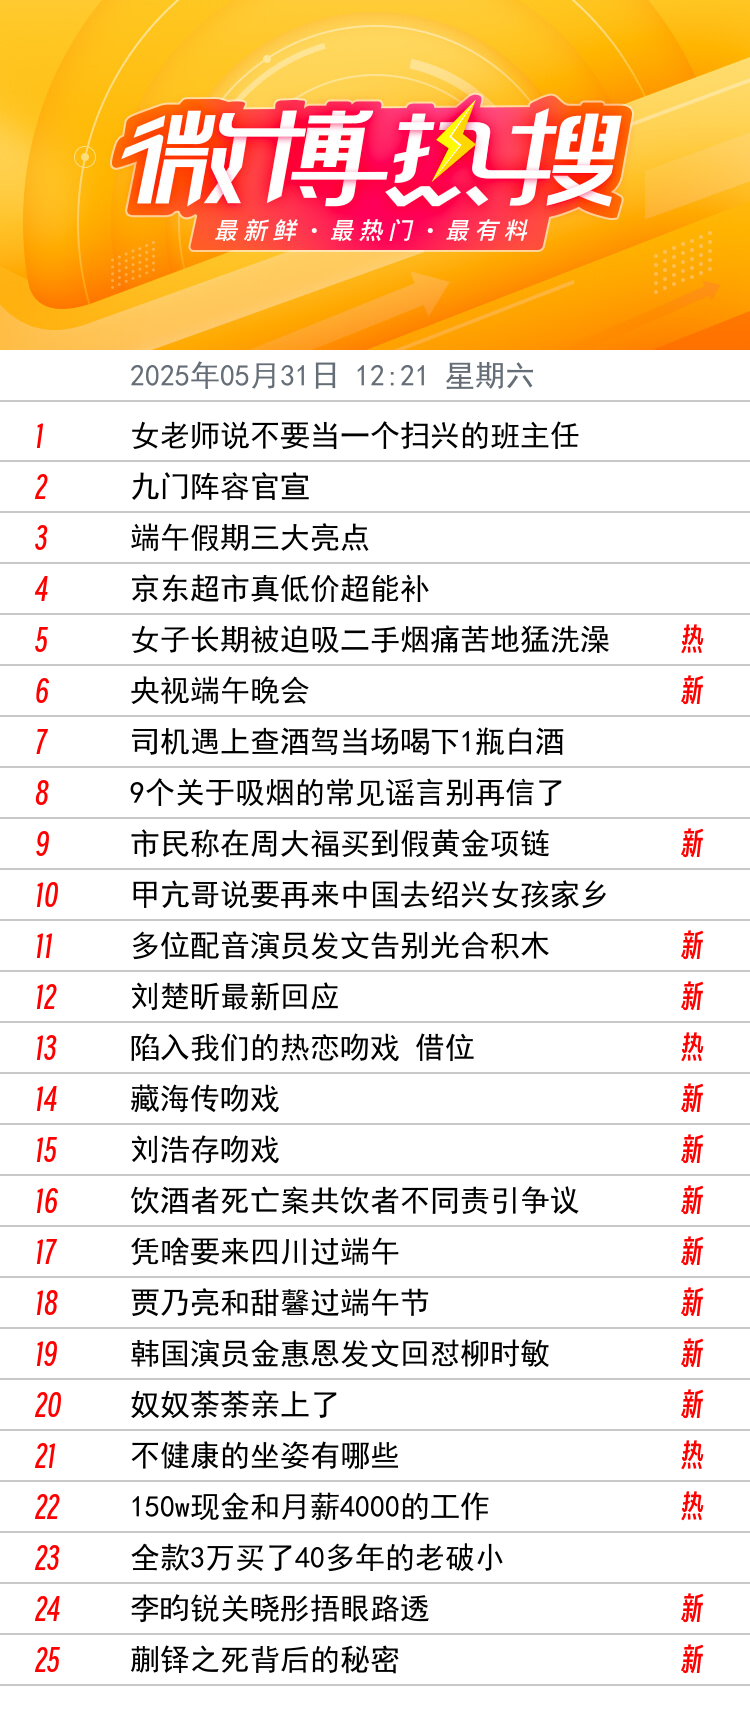 微博热搜
最新鲜·最热门·最有料
2025年05月31日 12:21 星期六
1 女老师说不要当一个扫兴的班主任
2 九门阵容官宣
3 端午假期三大亮点
4 京东超市真低价超能补
5 女子长期被迫吸二手烟痛苦地猛洗澡 热
6 央视端午晚会 新
7 司机遇上查酒驾当场喝下1瓶白酒
8 9个关于吸烟的常见谣言别再信了
9 市民称在周大福买到假黄金项链 新
10 甲亢哥说要再来中国去绍兴女孩家乡
11 多位配音演员发文告别光合积木 新
12 刘楚昕最新回应 新
13 陷入我们的热恋吻戏 借位 热
14 藏海传吻戏 新
15 刘浩存吻戏 新
16 饮酒者死亡案共饮者不同责引争议 新
17 凭啥要来四川过端午 新
18 贾乃亮和甜馨过端午节 新
19 韩国演员金惠恩发文回怼柳时敏 新
20 奴奴荼荼亲上了 新
21 不健康的坐姿有哪些 热
22 150w现金和月薪4000的工作 热
23 全款3万买了40多年的老破小
24 李昀锐关晓彤捂眼路透 新
25 蒯铎之死背后的秘密 新